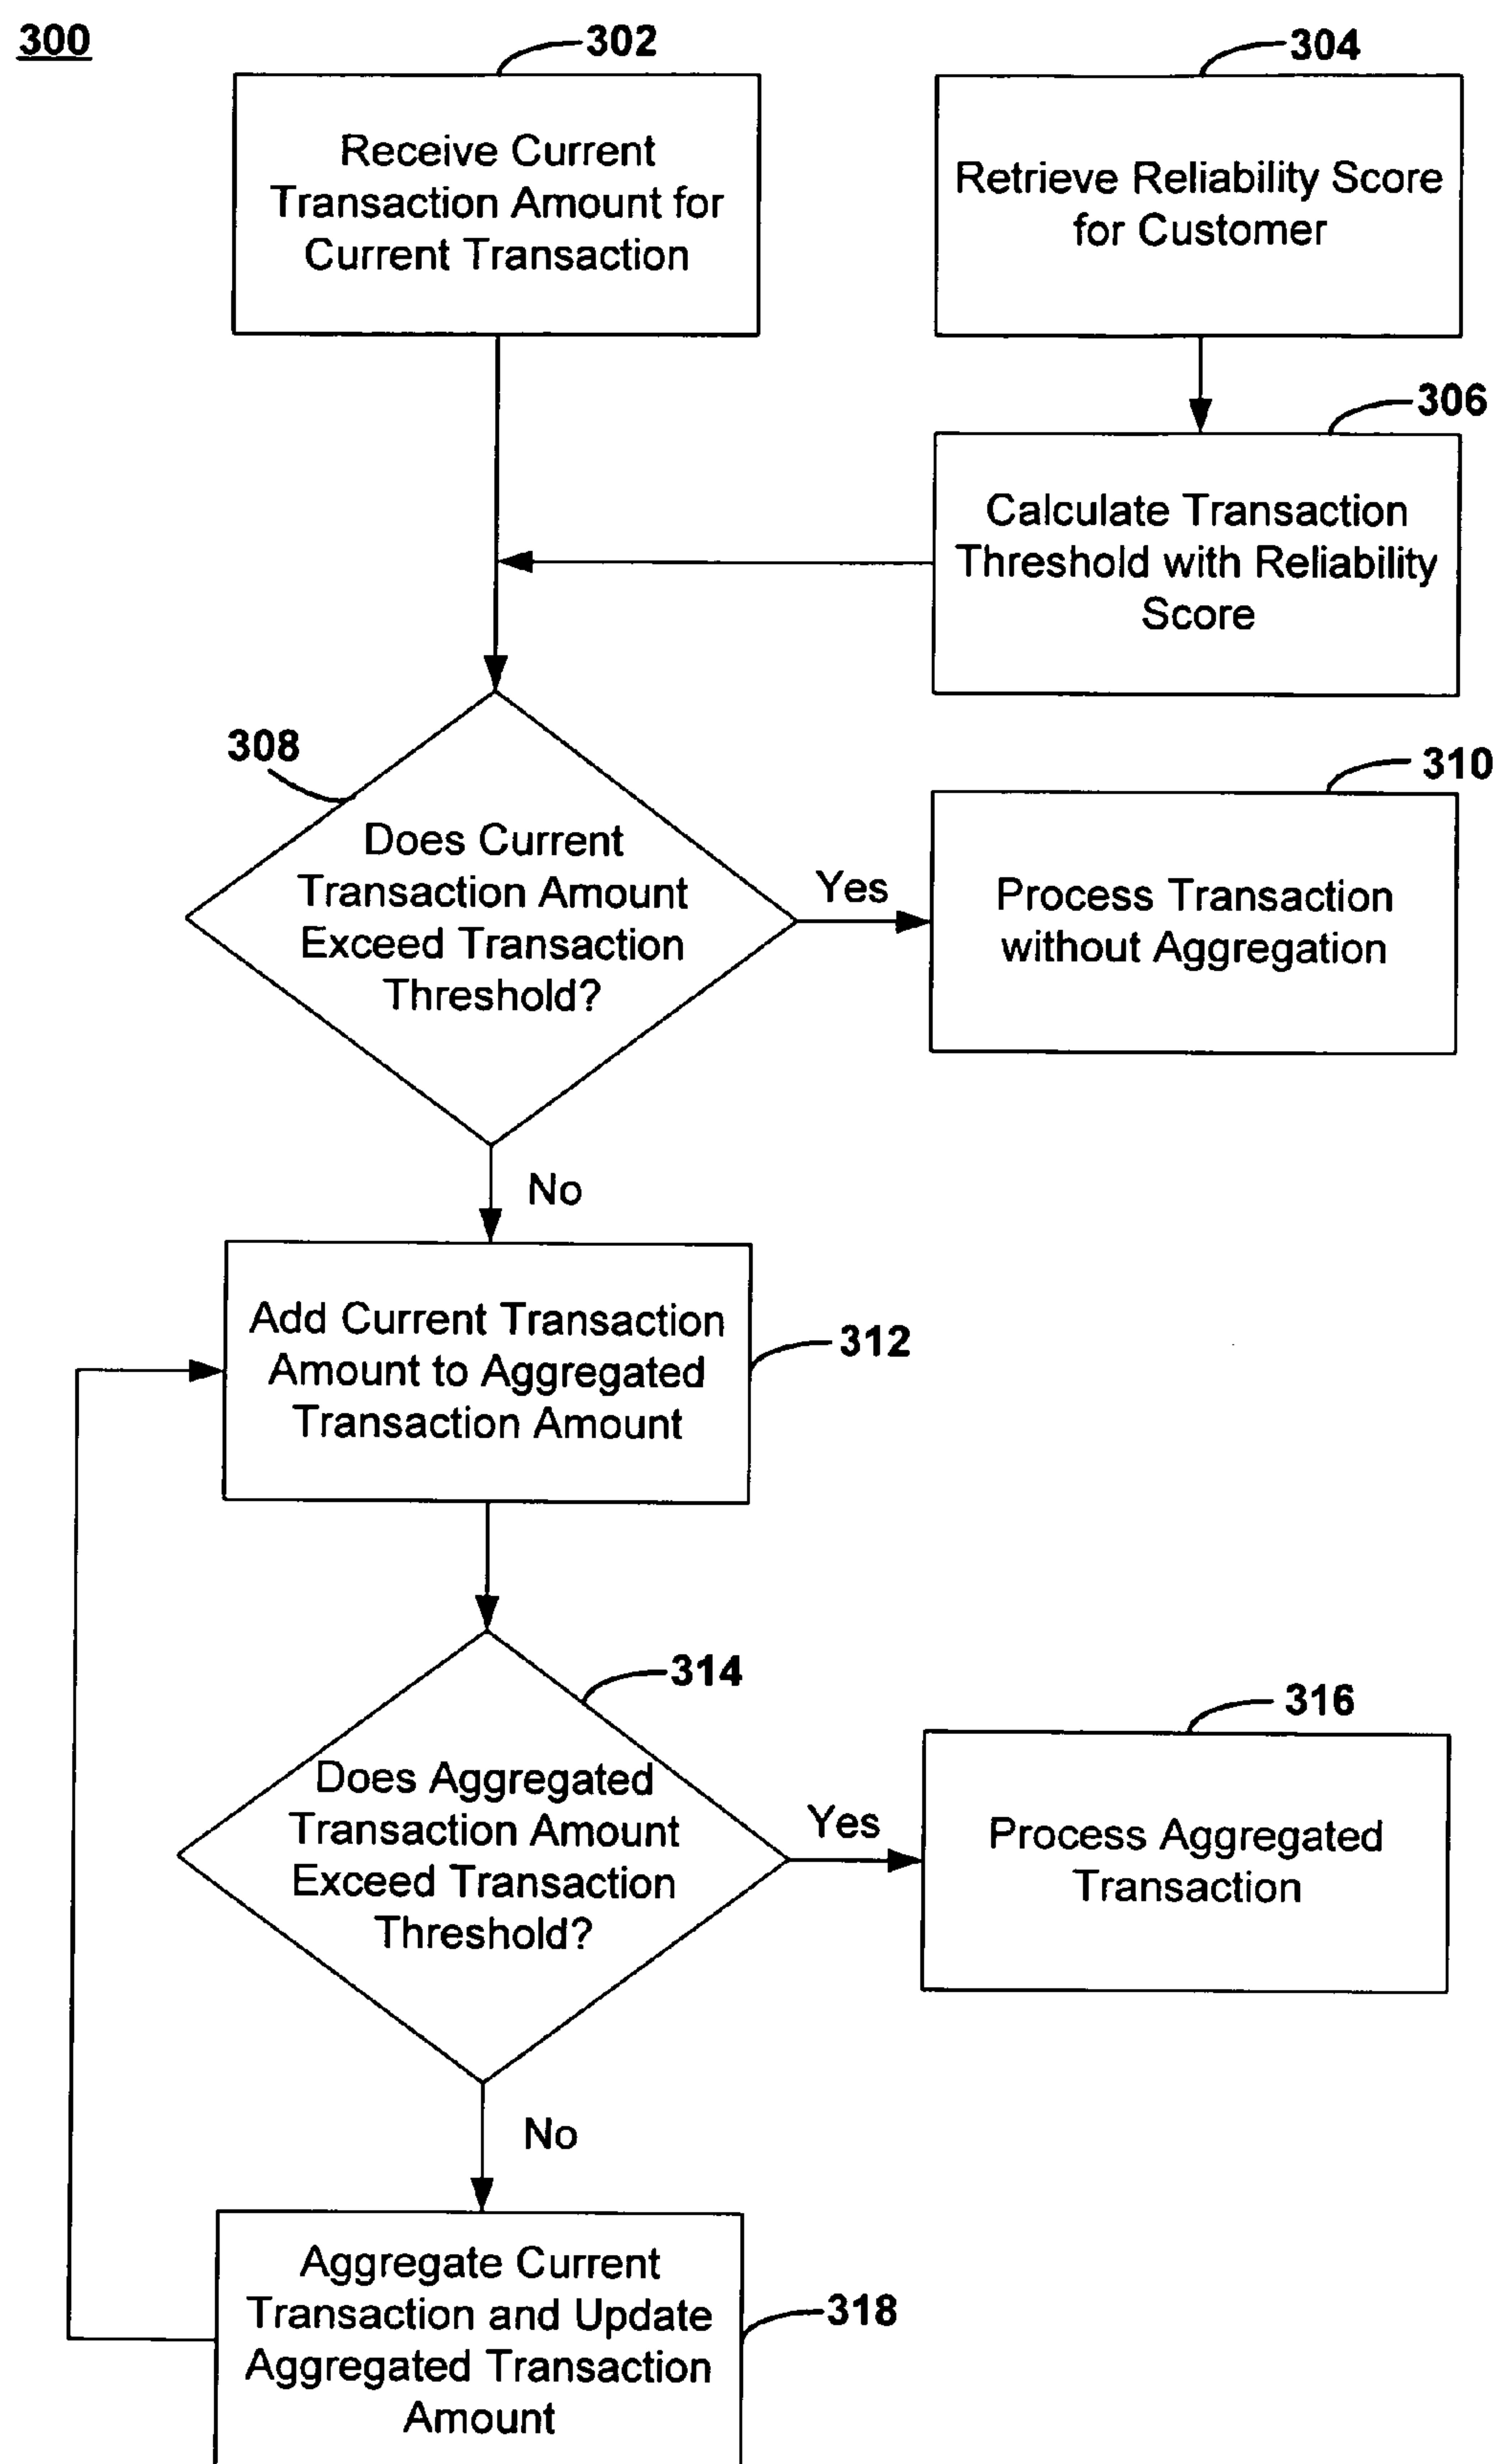 300
302
304
Receive Current
Transaction Amount for
Current Transaction
Retrieve Reliability Score
for Customer
306
Calculate Transaction
Threshold with Reliability
Score
308
Does Current
Transaction Amount
Exceed Transaction
Threshold?
Yes
310
Process Transaction
without Aggregation
No
Add Current Transaction
Amount to Aggregated
Transaction Amount
312
314
Does Aggregated
Transaction Amount
Exceed Transaction
Threshold?
Yes
316
Process Aggregated
Transaction
No
Aggregate Current
Transaction and Update
Aggregated Transaction
Amount
318